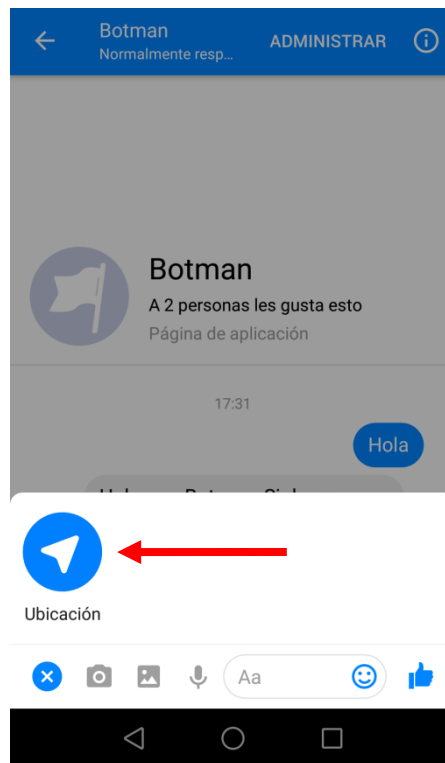 Botman
Normalmente resp...
ADMINISTRAR
Botman
A 2 personas les gusta esto
Página de aplicación
17:31
Hola
Ubicación
Aa